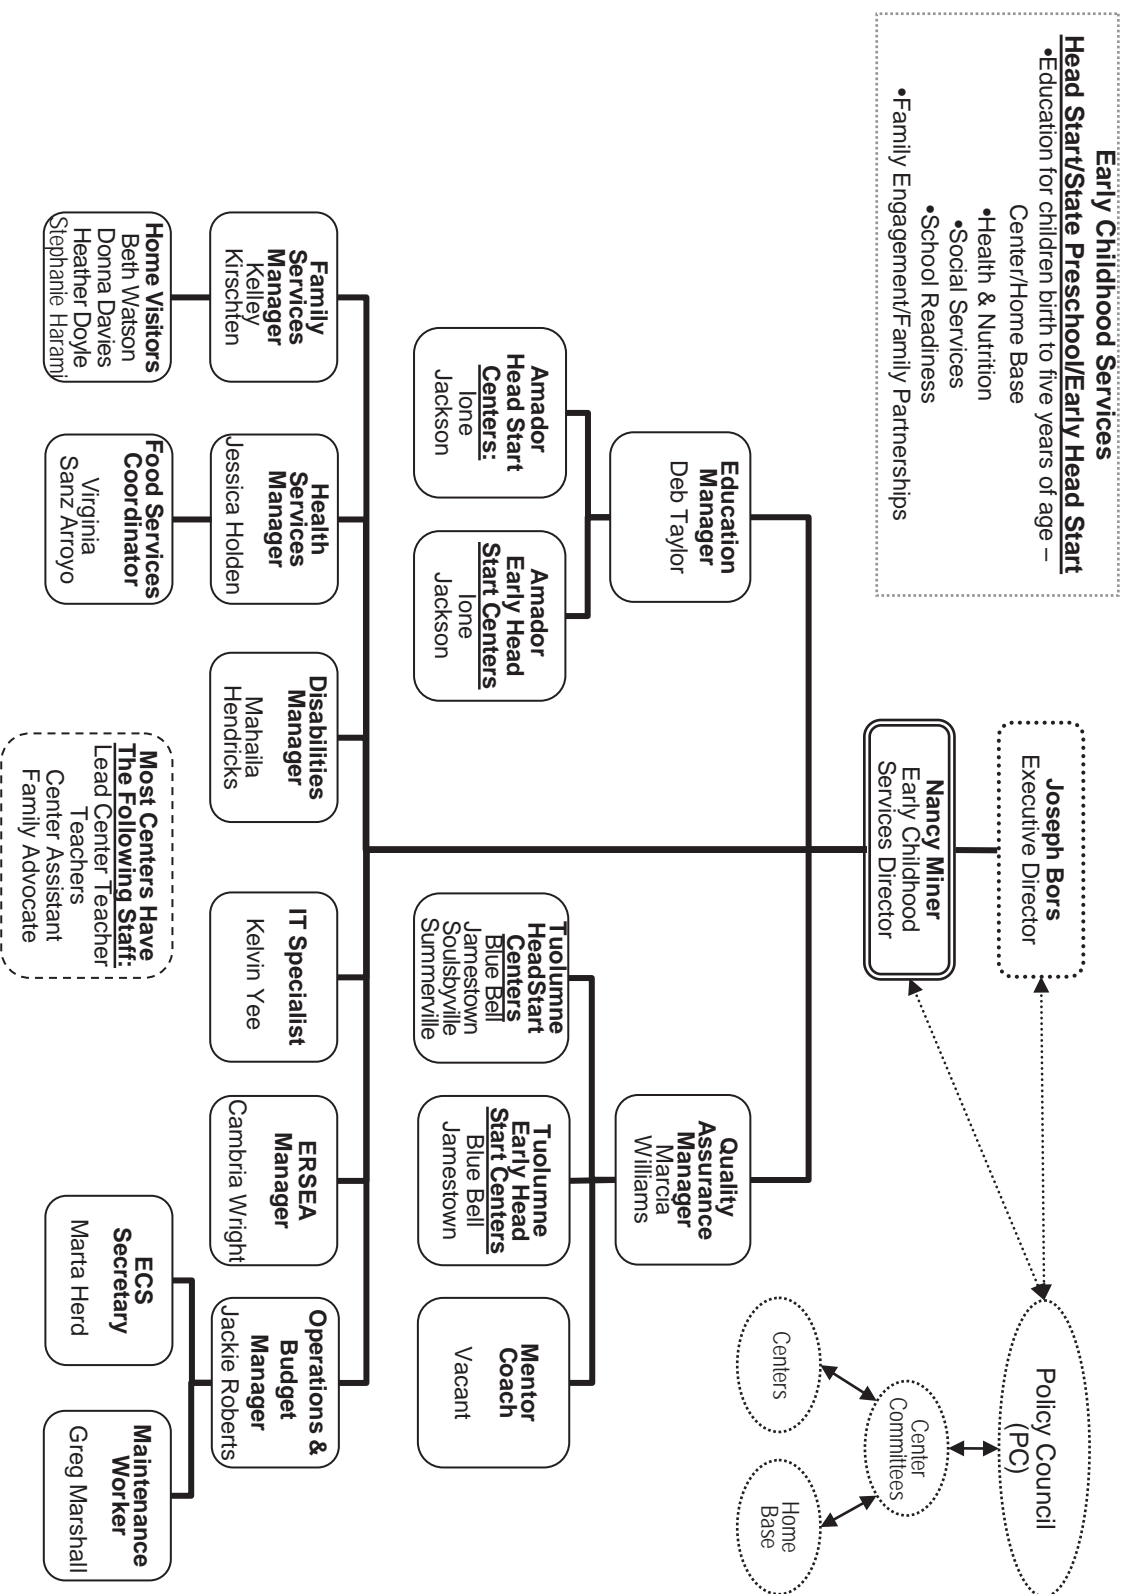 Early Childhood Services
Head Start/State Preschool/Early Head Start
•Education for children birth to five years of age –
Center/Home Base
•Health & Nutrition
•Social Services
•School Readiness
•Family Engagement/Family Partnerships
Joseph Bors
Executive Director
Nancy Miner
Early Childhood
Services Director
Policy Council
(PC)
Center
Committees
Centers
Home
Base
Education
Manager
Deb Taylor
Quality
Assurance
Manager
Marcia
Williams
Amador
Head Start
Centers:
Ione
Jackson
Amador
Early Head
Start Centers
Ione
Jackson
Tuolumne
HeadStart
Centers
Blue Bell
Jamestown
Soulsbyville
Summerville
Tuolumne
Early Head
Start Centers
Blue Bell
Jamestown
Mentor
Coach
Vacant
Family
Services
Manager
Kelley
Kirschten
Health
Services
Manager
Jessica Holden
Disabilities
Manager
Mahaila
Hendricks
IT Specialist
Kelvin Yee
ERSEA
Manager
Cambria Wright
Operations &
Budget
Manager
Jackie Roberts
Home Visitors
Beth Watson
Donna Davies
Heather Doyle
Stephanie Harami
Food Services
Coordinator
Virginia
Sanz Arroyo
Most Centers Have
The Following Staff:
Lead Center Teacher
Teachers
Center Assistant
Family Advocate
ECS
Secretary
Marta Herd
Maintenance
Worker
Greg Marshall